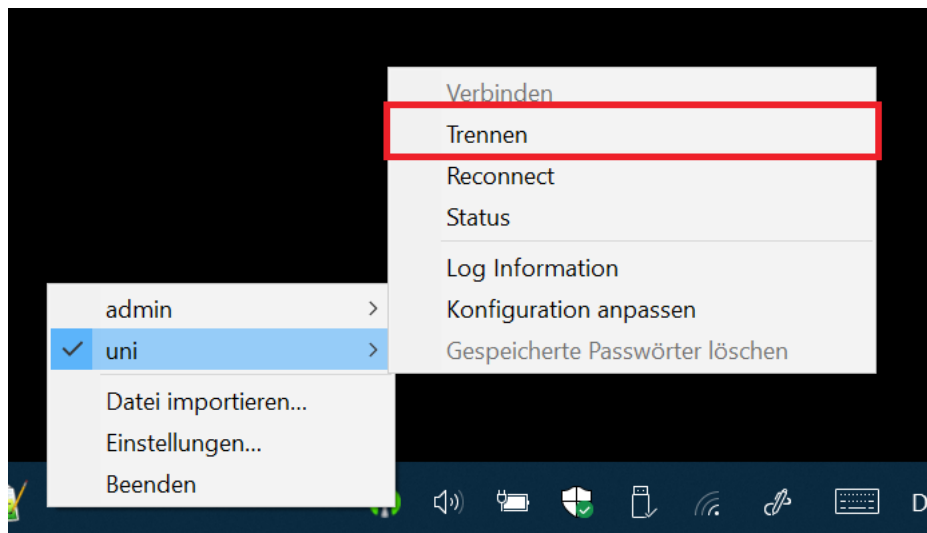 Verbinden
Trennen
Reconnect
Status
Log Information
Konfiguration anpassen
Gespeicherte Passwörter löschen
admin
uni
Datei importieren...
Einstellungen...
Beenden
D